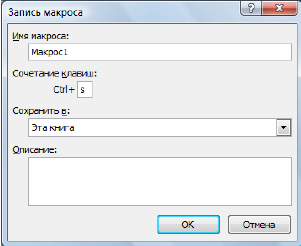 Запись макроса
Имя макроса:
Макрос1
Сочетание клавиш:
Ctrl+ s
Сохранить в:
Эта книга
Описание:
OK Отмена